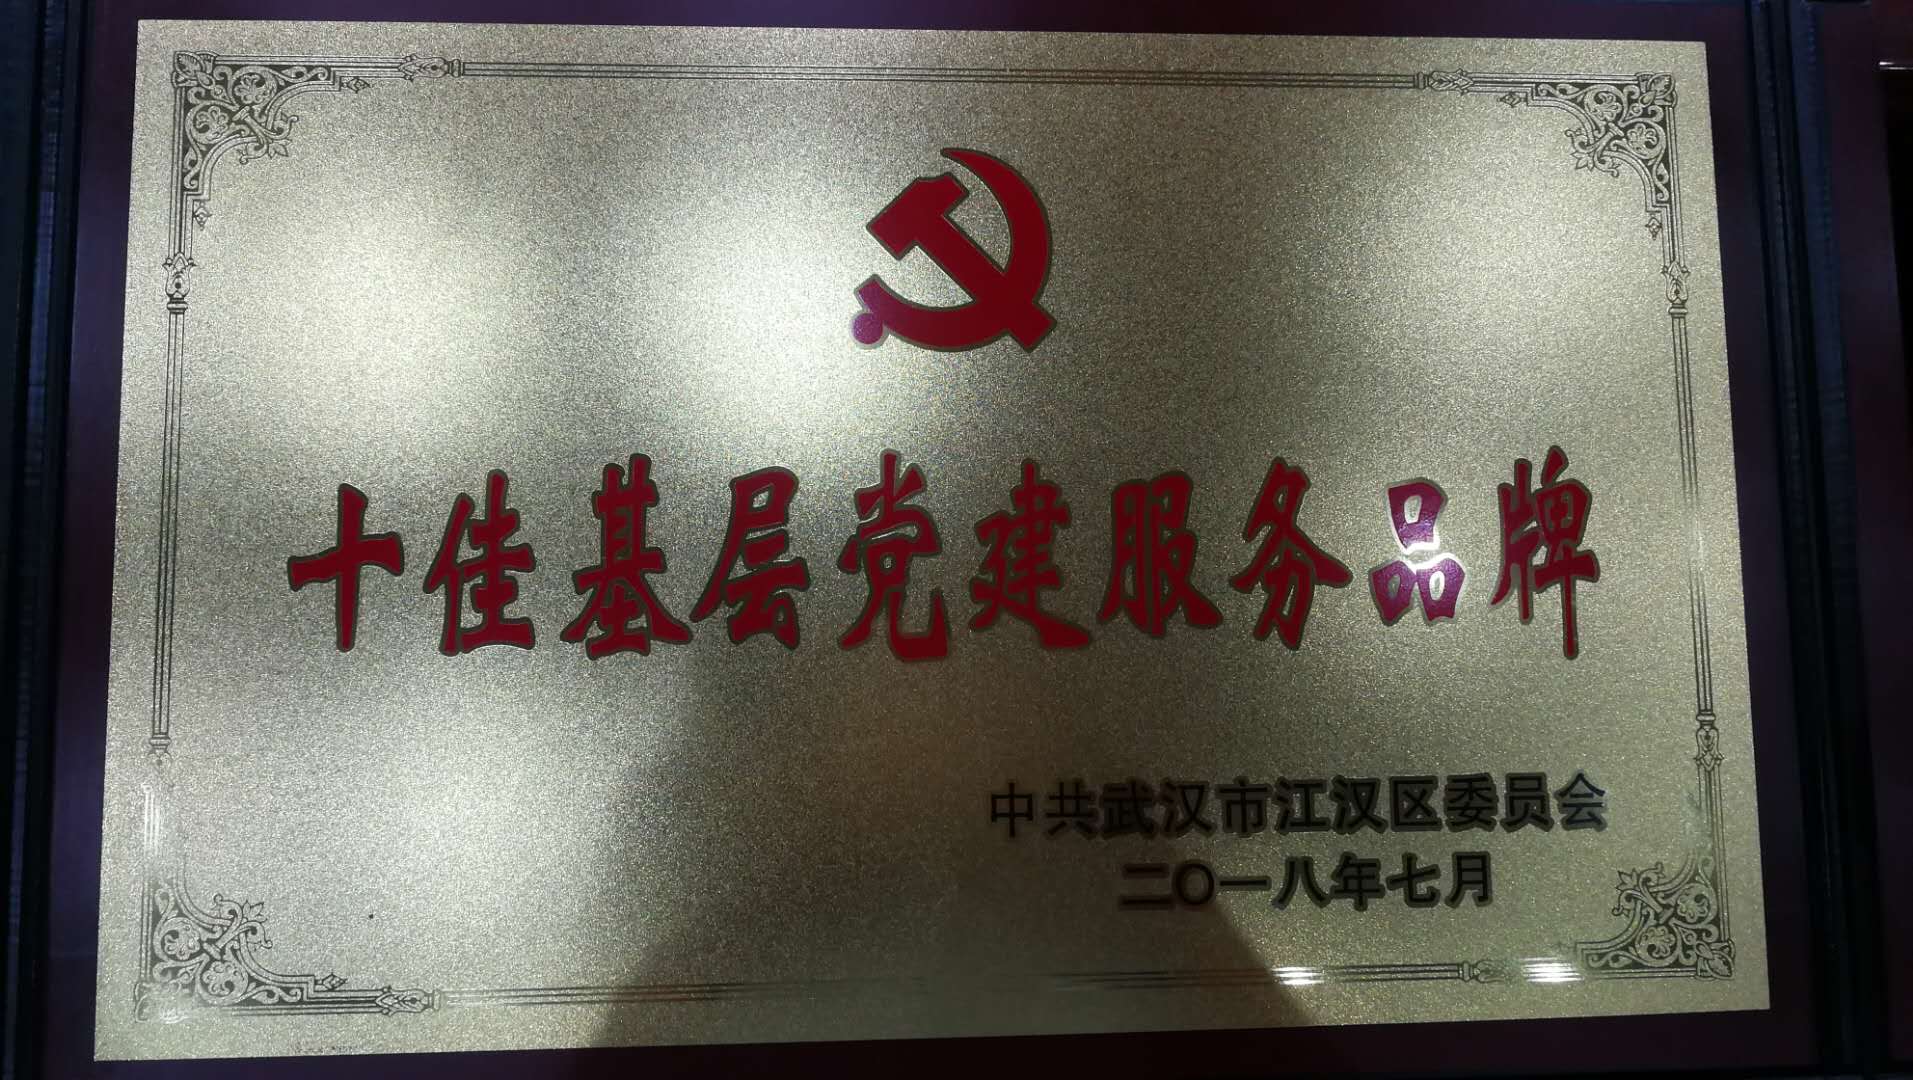 十佳基层党建服务品牌
中共武汉市江汉区委员会
二〇一八年七月